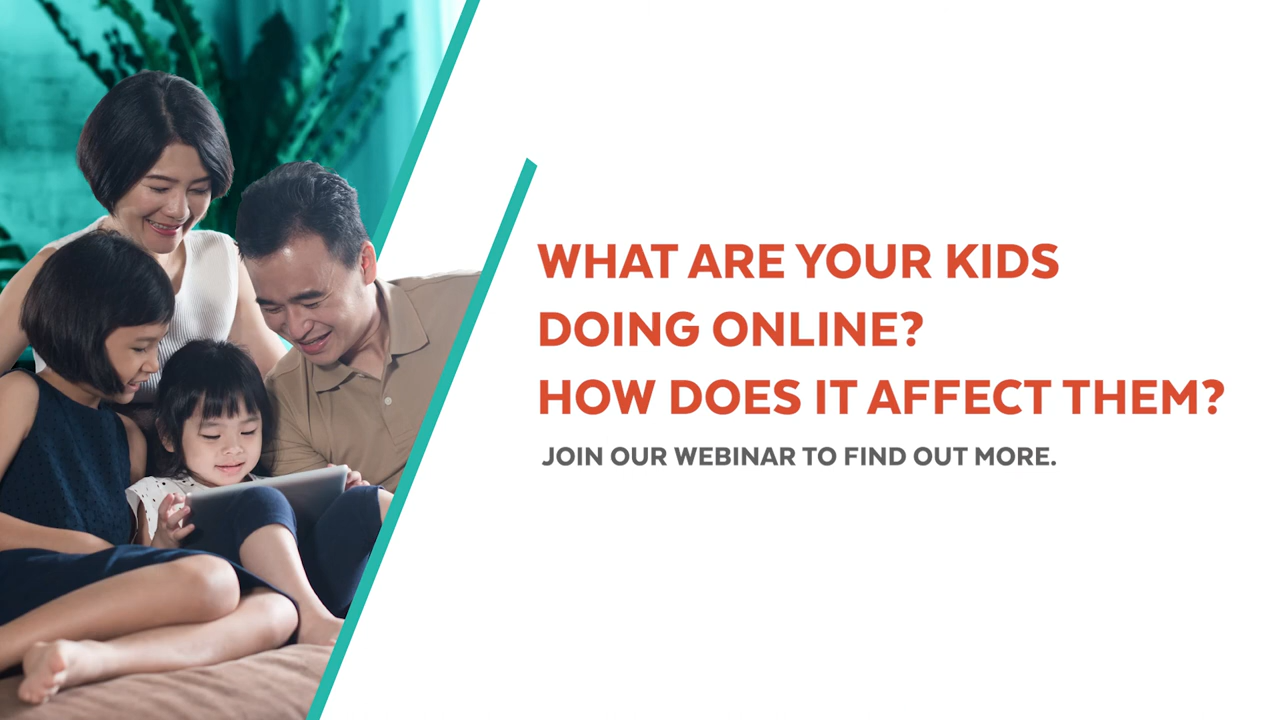 WHAT ARE YOUR KIDS
DOING ONLINE?
HOW DOES IT AFFECT THEM?
JOIN OUR WEBINAR TO FIND OUT MORE.